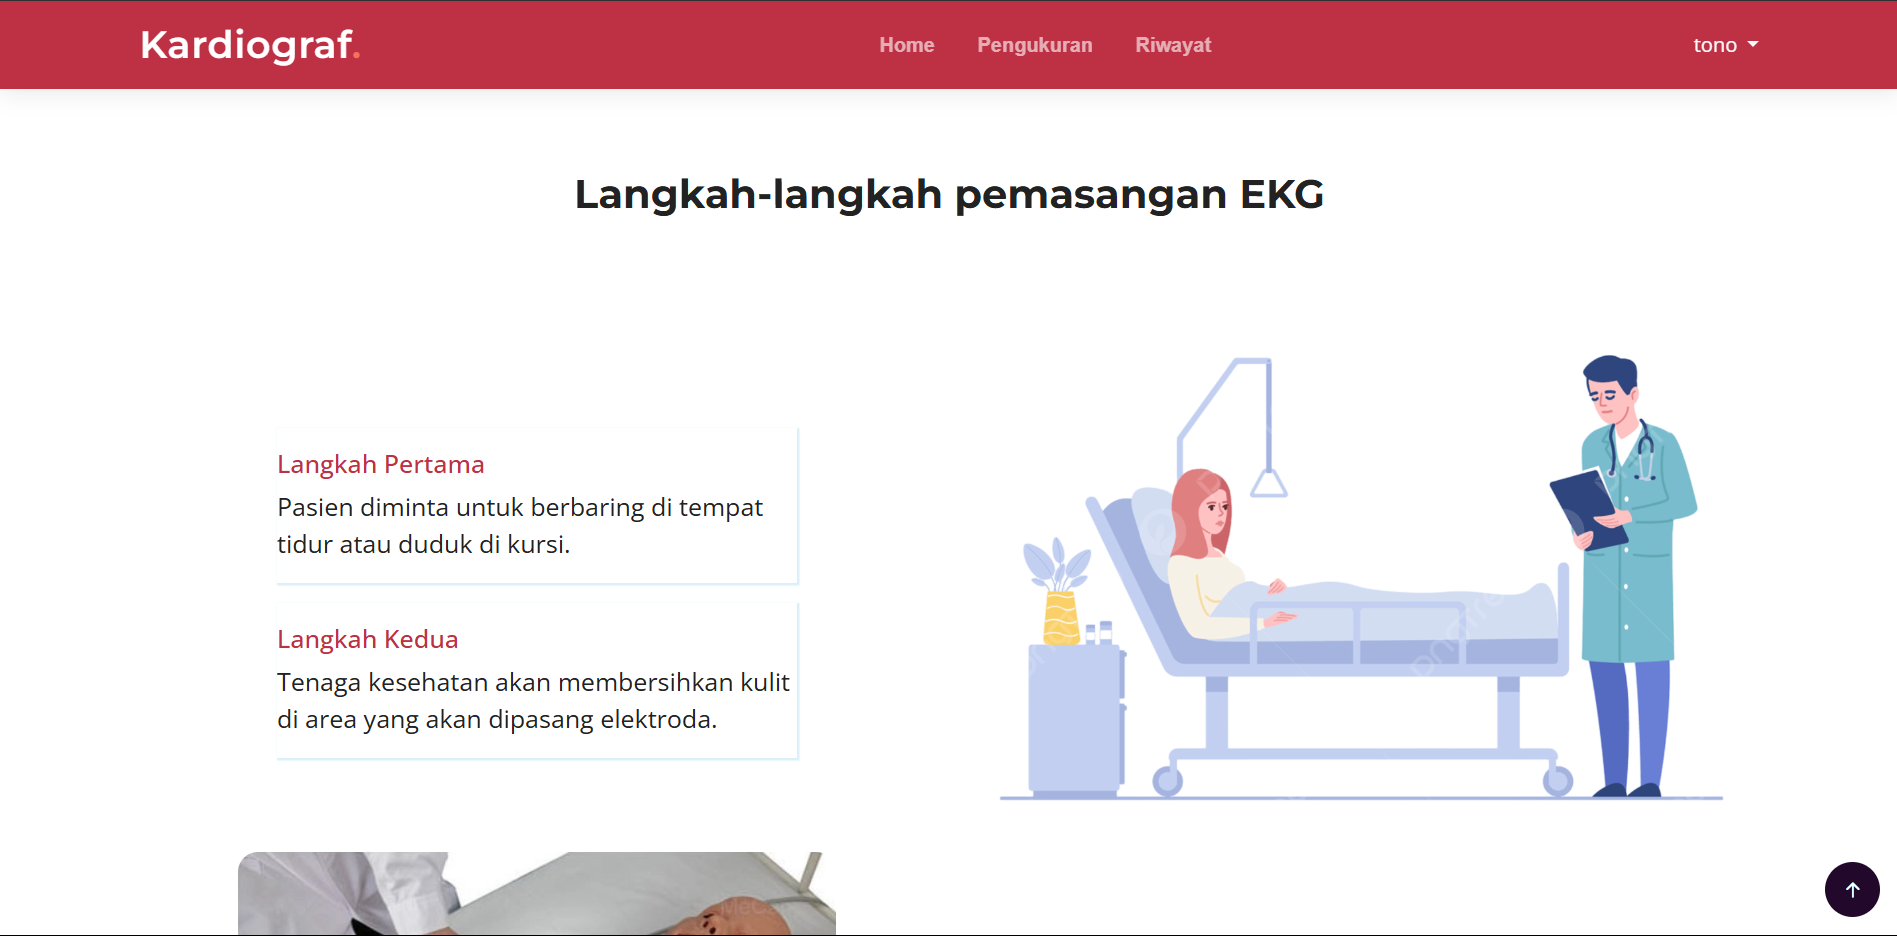 Kardiograf.
Home Pengukuran Riwayat
tono
Langkah-langkah pemasangan EKG
Langkah Pertama
Pasien diminta untuk berbaring di tempat
tidur atau duduk di kursi.
Langkah Kedua
Tenaga kesehatan akan membersihkan kulit
di area yang akan dipasang elektroda.